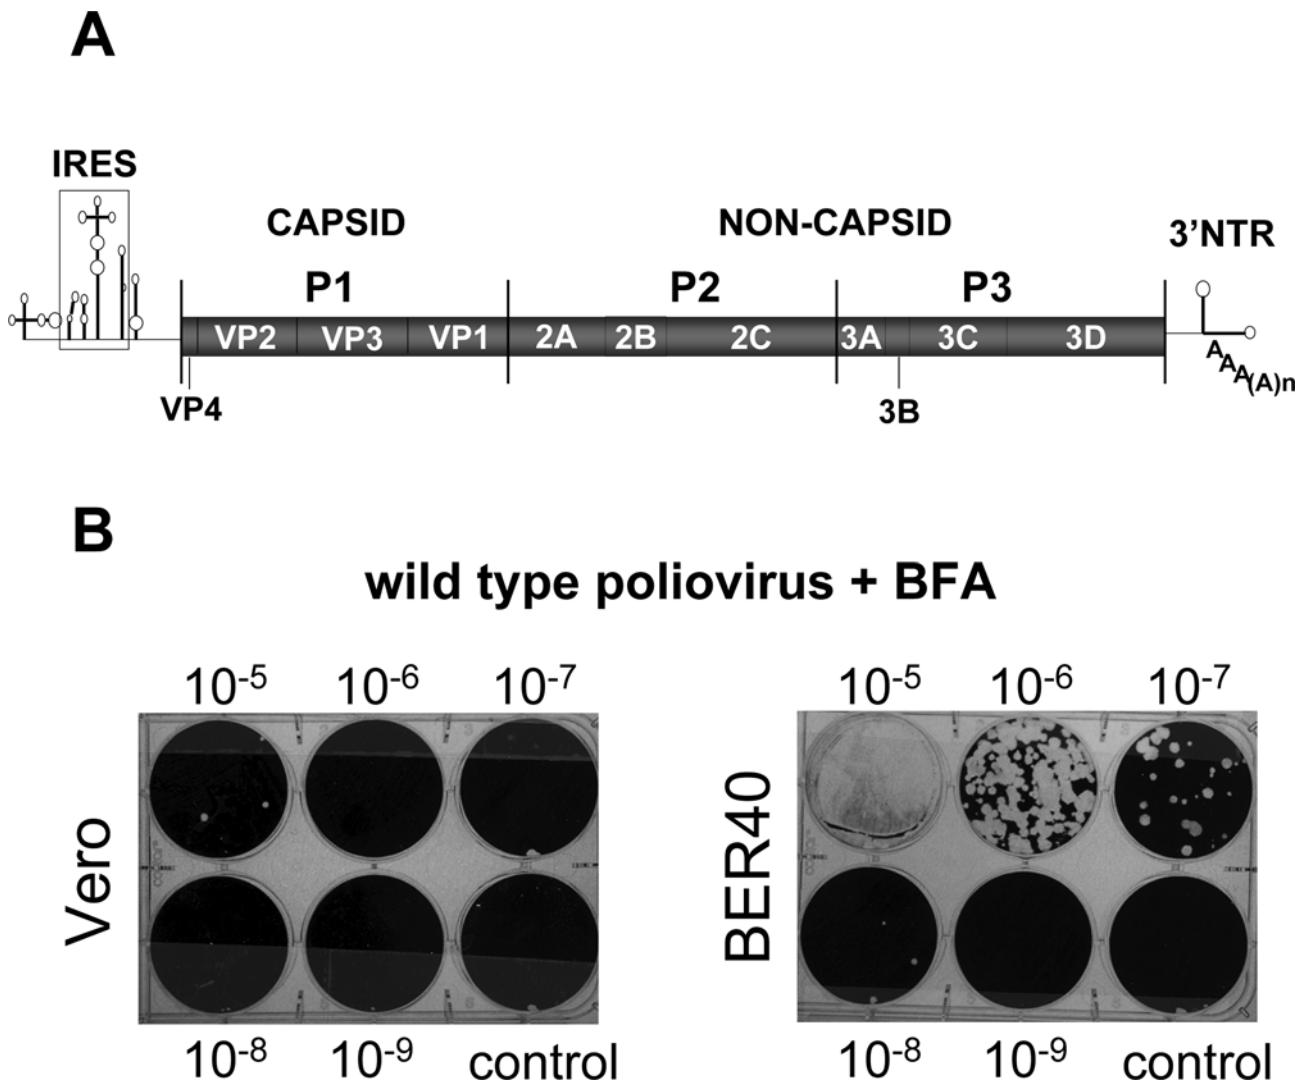 A
IRES
CAPSID
NON-CAPSID
3’NTR
P1
P2
P3
VP2
VP3
VP1
2A
2B
2C
3A
3C
3D
VP4
3B
AAA(A)n
B
wild type poliovirus + BFA
10-5
10-6
10-7
10-5
10-6
10-7
Vero
BER40
10-8
10-9
control
10-8
10-9
control